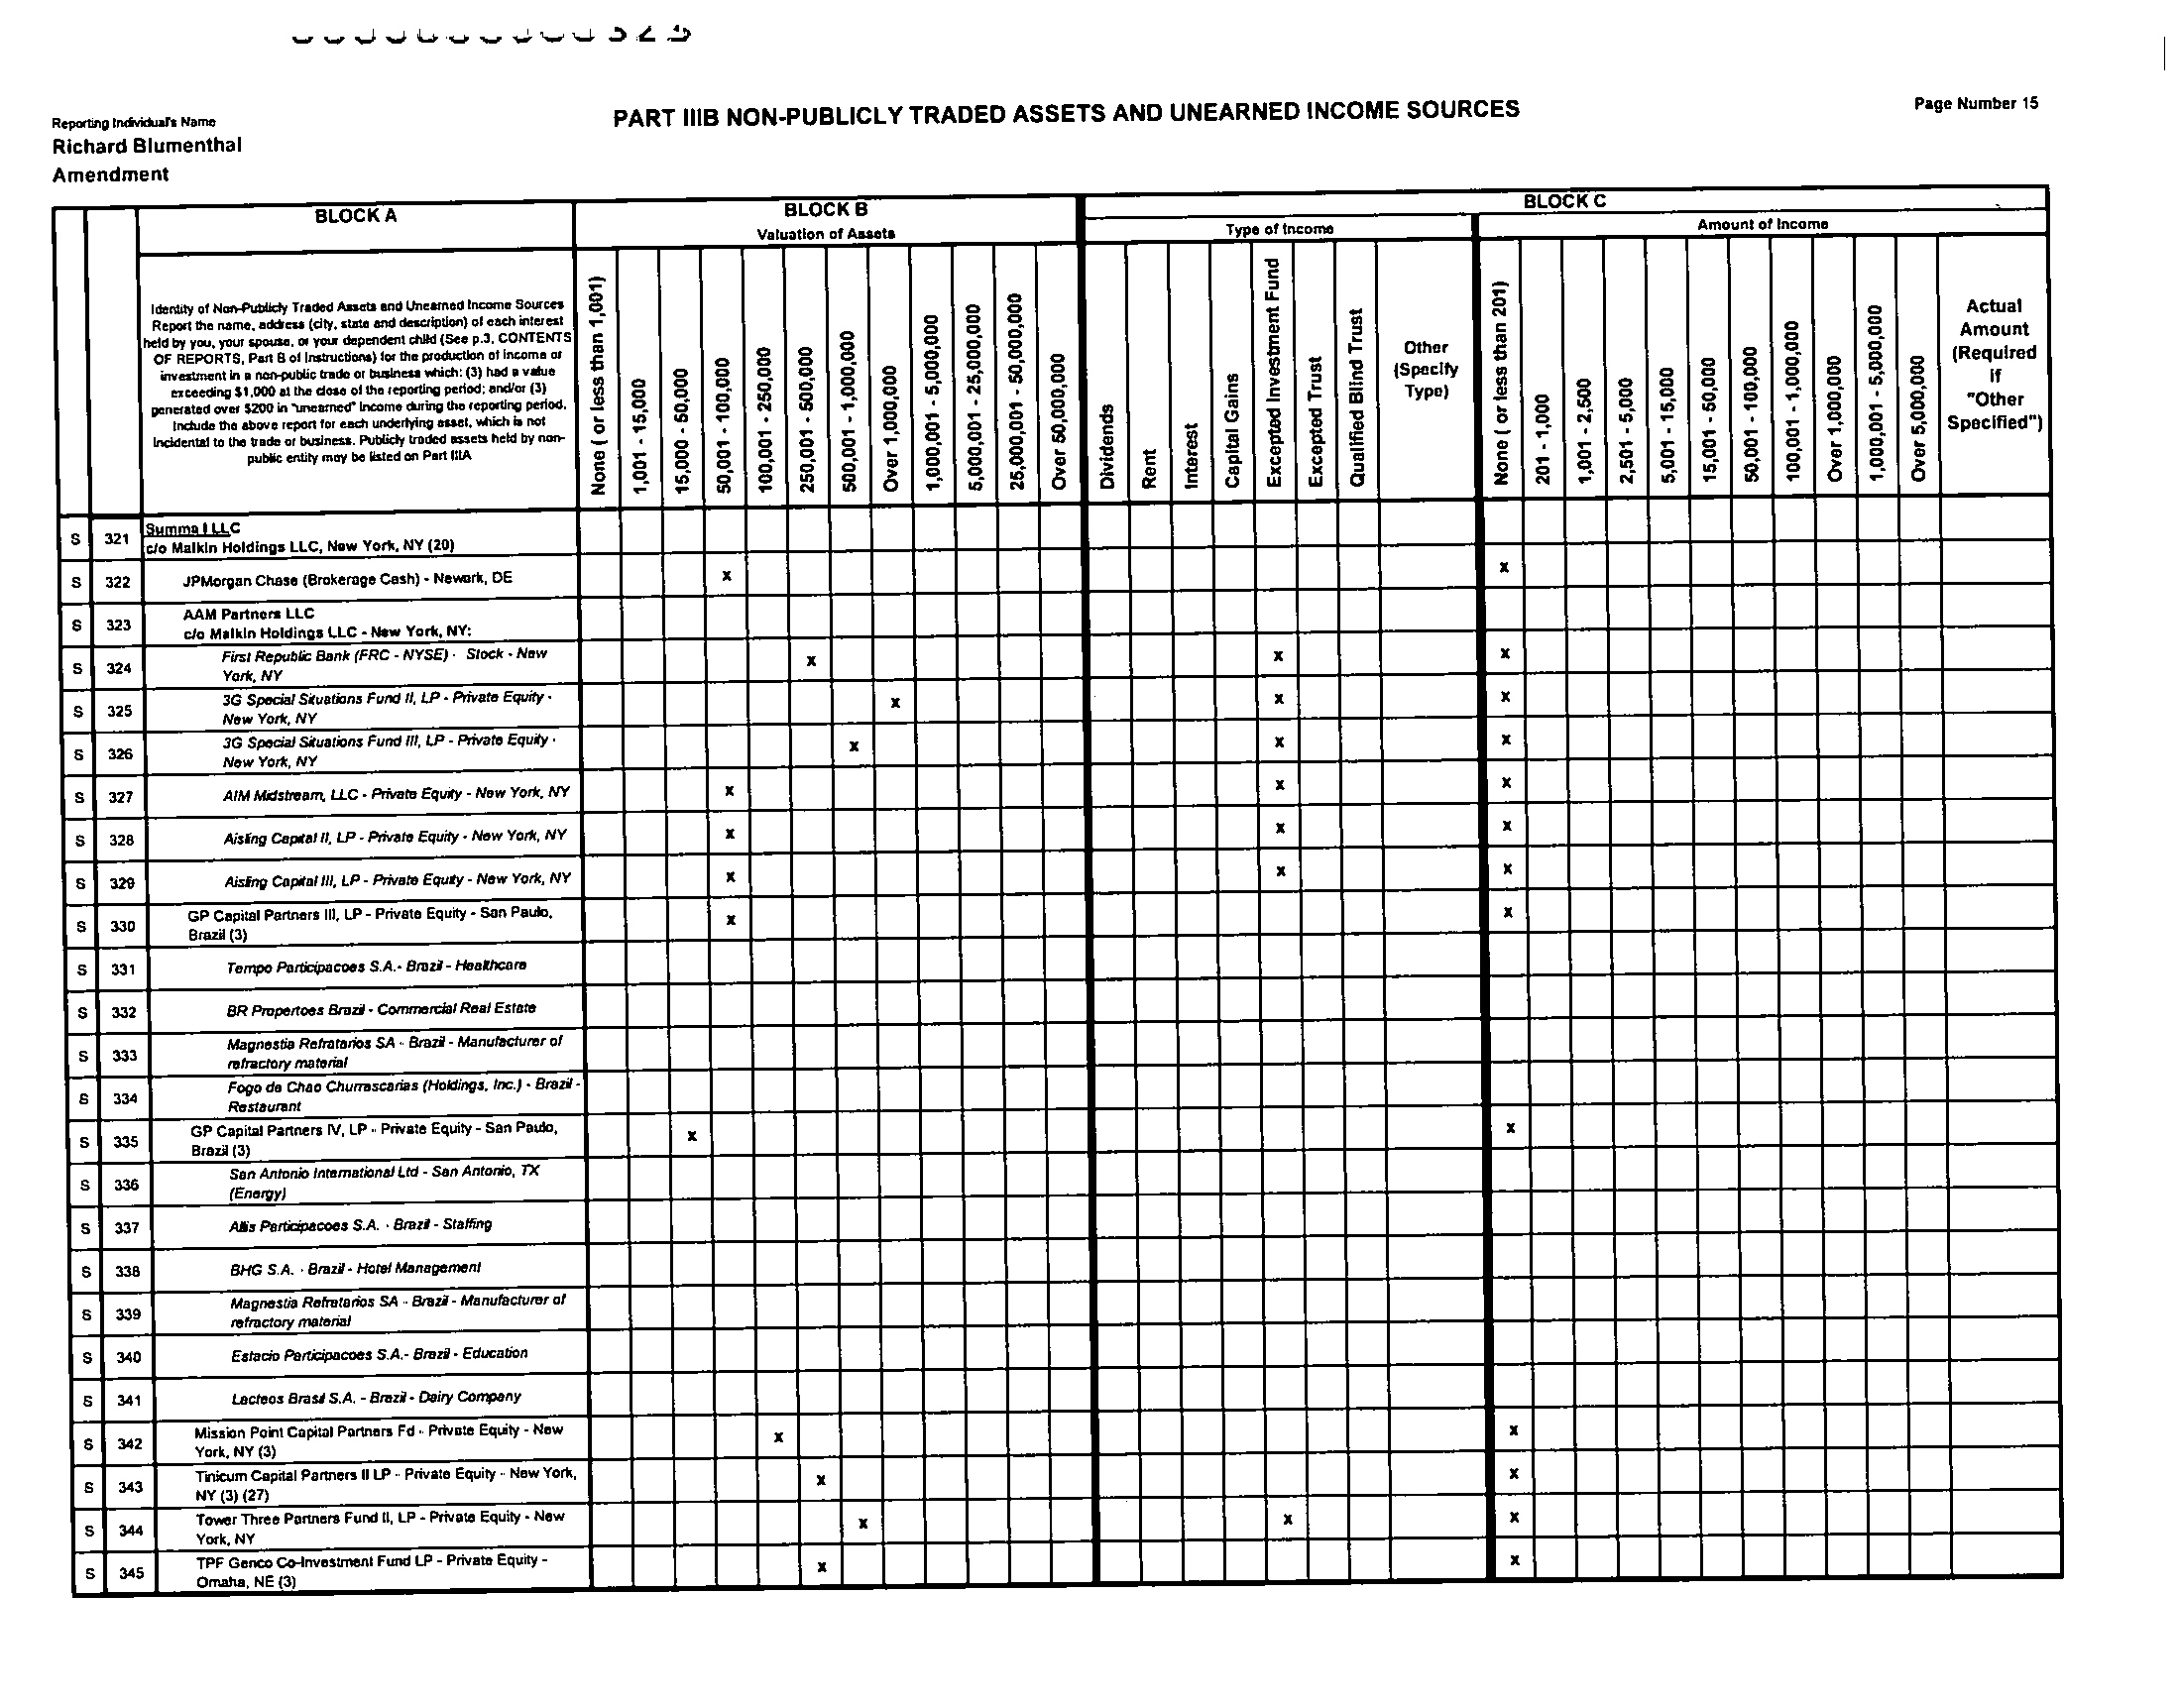 325
Reporting Individual's Name
Richard Blumenthal
Amendment
PART IIIB NON-PUBLICLY TRADED ASSETS AND UNEARNED INCOME SOURCES
Page Number 15
BLOCK A
BLOCK B
BLOCK C
Valuation of Assets
Type of Income
Amount of Income
Identity of Non-Publicly Traded Assets and Unearned Income Sources
Report the name, address (city, state and description) of each interest
held by you, your spouse, or your dependent child (See p.3, CONTENTS
OF REPORTS, Part B of Instructions) for the production of income or
investment in a non-public trade or business which: (3) had a value
exceeding $1,000 at the close of the reporting period; and/or (3)
generated over $200 in "unearned" income during the reporting period.
Include the above report for each underlying asset, which is not
Incidental to the trade or business. Publicly traded assets held by non-
public entity may be listed on Part IIIA
None ( or less than 1,001)
1,001 - 15,000
15,000 - 50,000
50,001 - 100,000
100,001 - 250,000
250,001 - 500,000
500,001 - 1,000,000
Over 1,000,000
1,000,001 - 5,000,000
5,000,001 - 25,000,000
25,000,001 - 50,000,000
Over 50,000,000
Dividends
Rent
Interest
Capital Gains
Excepted Investment Fund
Excepted Trust
Qualified Blind Trust
Other
(Specify
Type)
None ( or less than 201)
201 - 1,000
1,001 - 2,500
2,501 - 5,000
5,001 - 15,000
15,001 - 50,000
50,001 - 100,000
100,001 - 1,000,000
Over 1,000,000
1,000,001 - 5,000,000
Over 5,000,000
Actual
Amount
(Required
If
"Other
Specified")
S 321 Summa I LLC
c/o Malkin Holdings LLC, New York, NY (20)
S 322 JPMorgan Chase (Brokerage Cash) - Newark, DE x x
S 323 AAM Partners LLC
c/o Malkin Holdings LLC - New York, NY:
S 324 First Republic Bank (FRC - NYSE) - Stock - New x x x
York, NY
S 325 3G Special Situations Fund II, LP - Private Equity - x x x
New York, NY
S 326 3G Special Situations Fund III, LP - Private Equity - x x x
New York, NY
S 327 AIM Midstream, LLC - Private Equity - New York, NY x x x
S 328 Aisling Capital II, LP - Private Equity - New York, NY x x x
S 329 Aisling Capital III, LP - Private Equity - New York, NY x x x
S 330 GP Capital Partners III, LP - Private Equity - San Paulo, x x
Brazil (3)
S 331 Tempo Participacoes S.A.- Brazil - Healthcare
S 332 BR Propertoes Brazil - Commercial Real Estate
S 333 Magnestia Refratarios SA - Brazil - Manufacturer of
refractory material
S 334 Fogo de Chao Churrascarias (Holdings, Inc.) - Brazil -
Restaurant
S 335 GP Capital Partners IV, LP - Private Equity - San Paulo, x x
Brazil (3)
S 336 San Antonio International Ltd - San Antonio, TX
(Energy)
S 337 Allis Participacoes S.A. - Brazil - Staffing
S 338 BHG S.A. - Brazil - Hotel Management
S 339 Magnestia Refratarios SA - Brazil - Manufacturer of
refractory material
S 340 Estacio Participacoes S.A.- Brazil - Education
S 341 Lacteos Brasil S.A. - Brazil - Dairy Company
S 342 Mission Point Capital Partners Fd - Private Equity - New x x
York, NY (3)
S 343 Tinicum Capital Partners II LP - Private Equity - New York, x x
NY (3) (27)
S 344 Tower Three Partners Fund II, LP - Private Equity - New x x x
York, NY
S 345 TPF Genco Co-Investment Fund LP - Private Equity - x x
Omaha, NE (3)